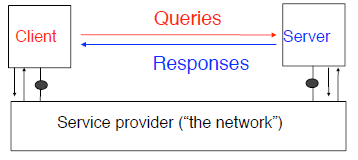 Queries
Client
Server
Responses
Service provider (“the network”)